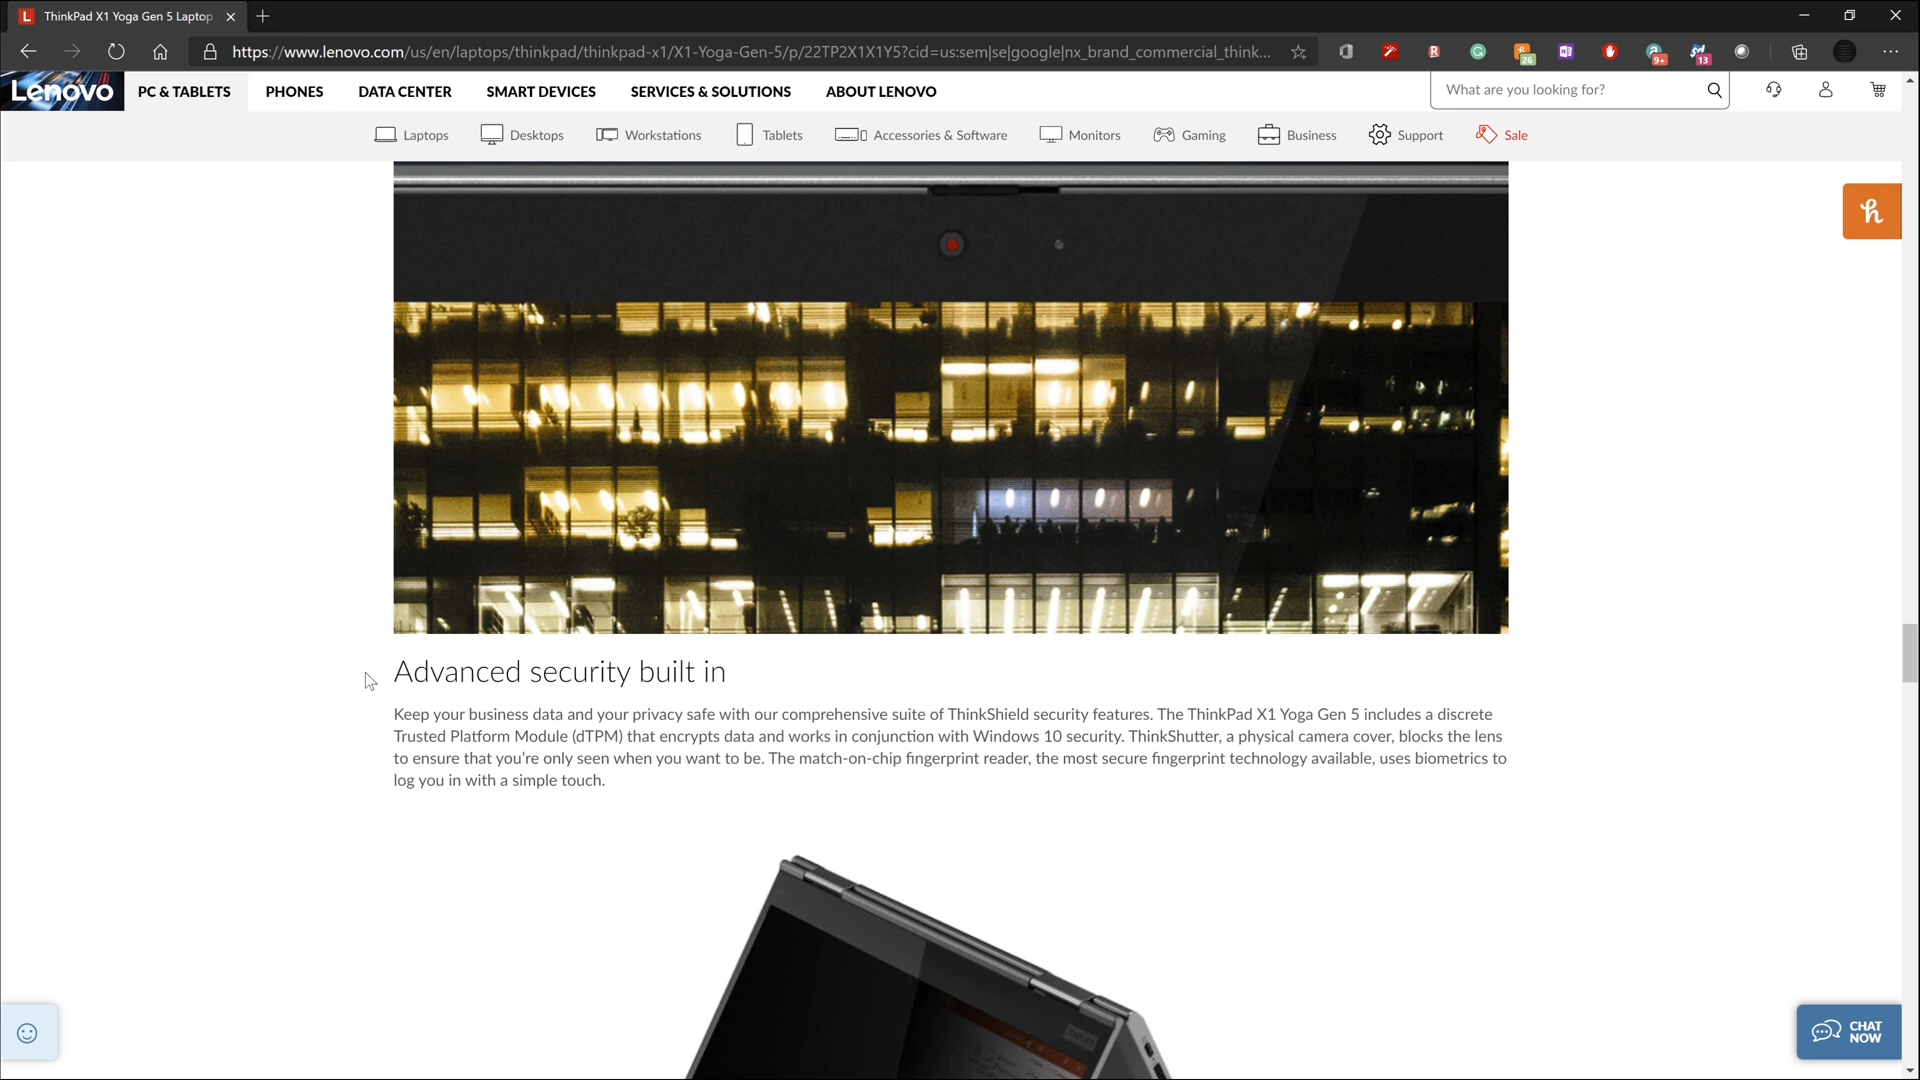 ThinkPad X1 Yoga Gen 5 Laptop
https://www.lenovo.com/us/en/laptops/thinkpad/thinkpad-x1/X1-Yoga-Gen-5/p/22TP2X1X1Y5?cid=us:sem|se|google|nx_brand_commercial_think...
26
9+
13
Lenovo
PC & TABLETS PHONES DATA CENTER SMART DEVICES SERVICES & SOLUTIONS ABOUT LENOVO
What are you looking for?
Laptops Desktops Workstations Tablets Accessories & Software Monitors Gaming Business Support Sale
h
Advanced security built in
Keep your business data and your privacy safe with our comprehensive suite of ThinkShield security features. The ThinkPad X1 Yoga Gen 5 includes a discrete
Trusted Platform Module (dTPM) that encrypts data and works in conjunction with Windows 10 security. ThinkShutter, a physical camera cover, blocks the lens
to ensure that you’re only seen when you want to be. The match-on-chip fingerprint reader, the most secure fingerprint technology available, uses biometrics to
log you in with a simple touch.
CHAT
NOW